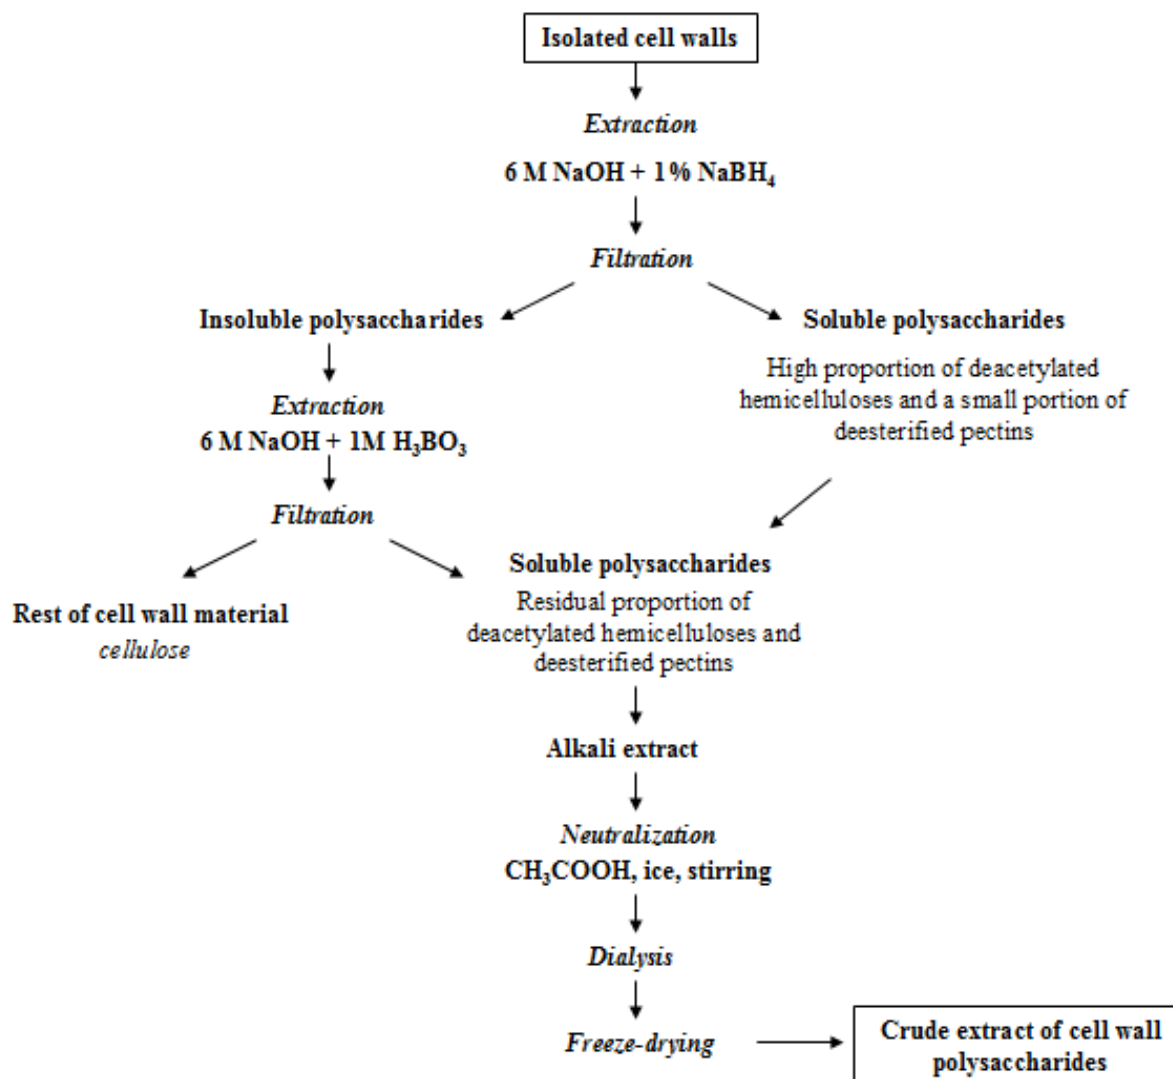 Isolated cell walls
Extraction
6 M NaOH + 1% NaBH₄
Filtration
Insoluble polysaccharides
Soluble polysaccharides
High proportion of deacetylated
hemicelluloses and a small portion of
deesterified pectins
Extraction
6 M NaOH + 1M H₃BO₃
Filtration
Rest of cell wall material
cellulose
Soluble polysaccharides
Residual proportion of
deacetylated hemicelluloses and
deesterified pectins
Alkali extract
Neutralization
CH₃COOH, ice, stirring
Dialysis
Freeze-drying
Crude extract of cell wall
polysaccharides